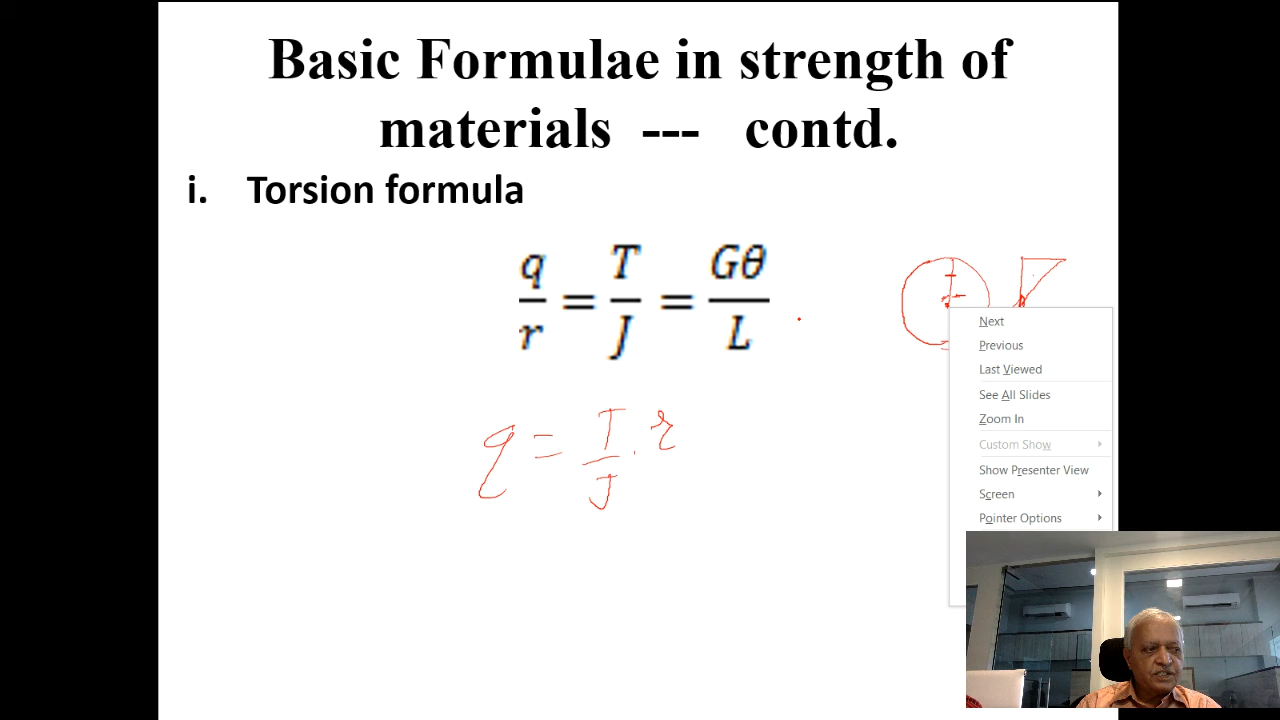 Basic Formulae in strength of
materials --- contd.
i. Torsion formula
q/r = T/J = Gθ/L
q = T/J . r
Next
Previous
Last Viewed
See All Slides
Zoom In
Custom Show
Show Presenter View
Screen
Pointer Options